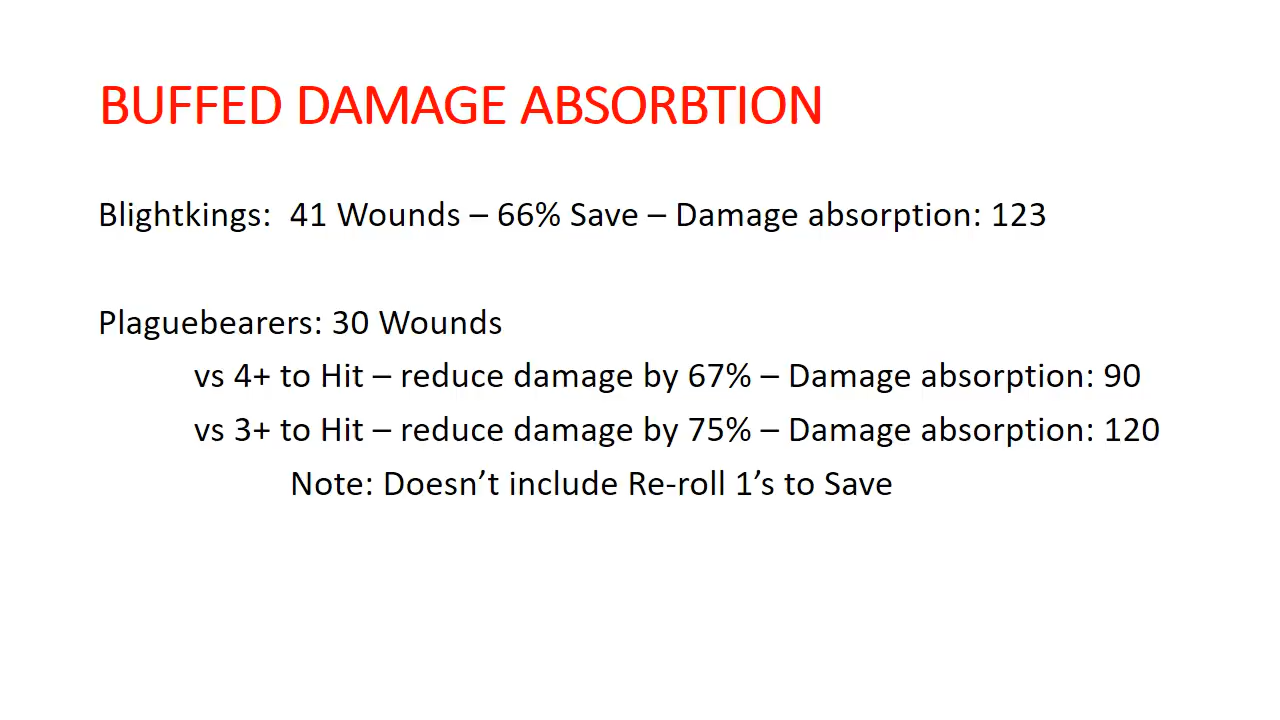 BUFFED DAMAGE ABSORBTION
Blightkings: 41 Wounds – 66% Save – Damage absorption: 123
Plaguebearers: 30 Wounds
vs 4+ to Hit – reduce damage by 67% – Damage absorption: 90
vs 3+ to Hit – reduce damage by 75% – Damage absorption: 120
Note: Doesn’t include Re-roll 1’s to Save